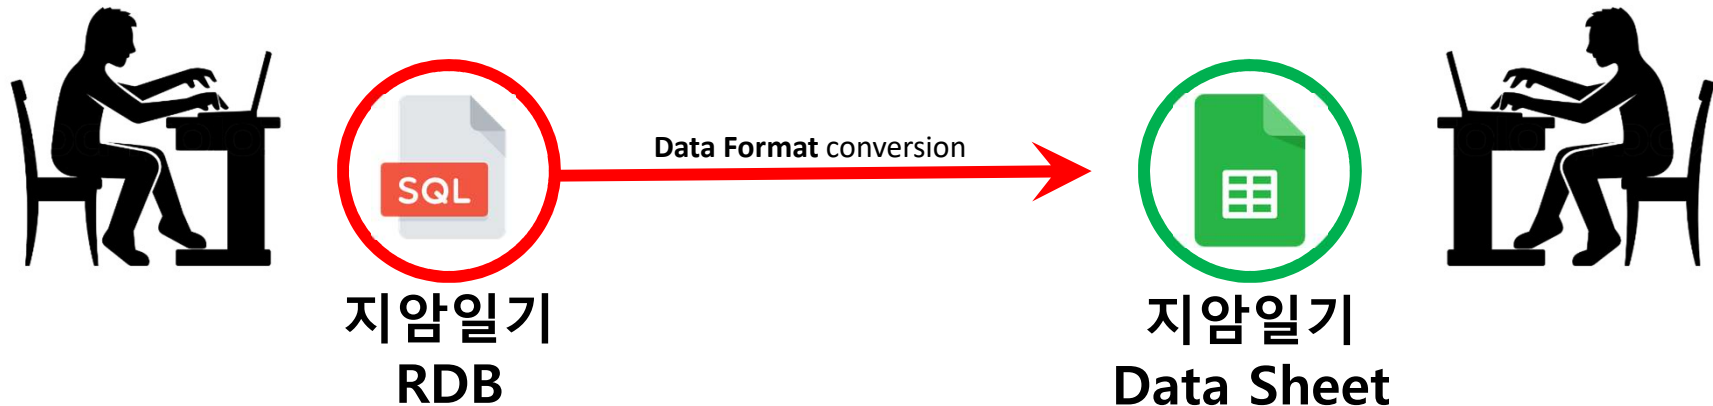 Data Format conversion
SQL
지암일기
RDB
지암일기
Data Sheet